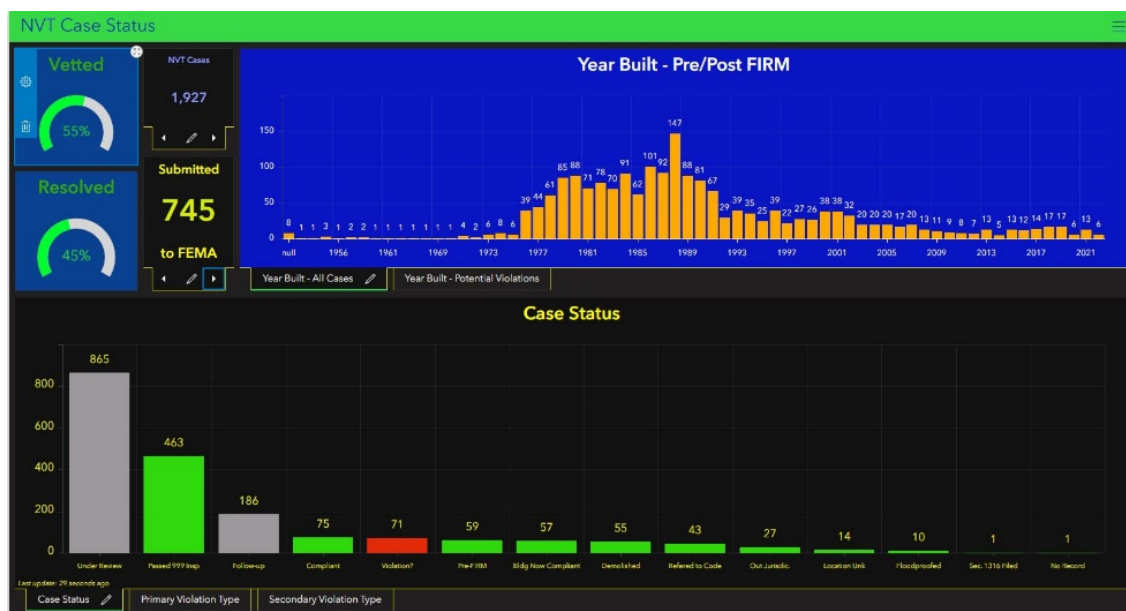 NVT Case Status
Vetted
55%
NVT Cases
1,927
Resolved
45%
Submitted
745
to FEMA
Year Built - Pre/Post FIRM
150
100
50
0
8 1 1 3 1 2 2 1 1 1 1 1 1 1 4 2 6 8 6 39 44 61 85 88 71 78 70 91 62 101 92 147 88 81 67 29 39 35 25 39 22 27 26 38 38 32 20 20 20 17 20 13 11 9 8 7 13 5 13 12 14 17 17 6 13 6
null 1956 1961 1969 1973 1977 1981 1985 1989 1993 1997 2001 2005 2009 2013 2017 2021
Year Built - All Cases
Year Built - Potential Violations
Case Status
800
600
400
200
0
865 463 186 75 71 59 57 55 43 27 14 10 1 1
Under Review Passed 999 Insp Follow-up Compliant Violation? Pre-FIRM Bldg Now Compliant Demolished Refered to Code Out Jurisdic. Location Unk Floodproofed Sec. 1316 Filed No Record
Last update: 29 seconds ago
Case Status
Primary Violation Type
Secondary Violation Type